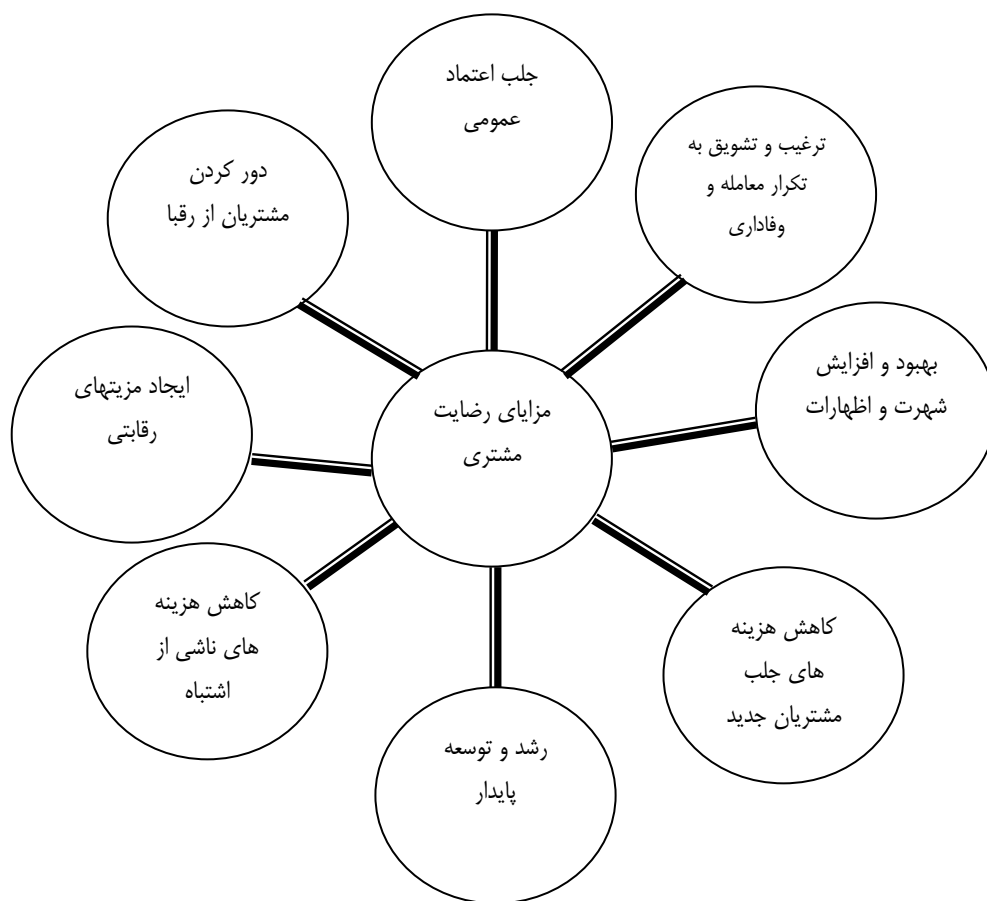 جلب اعتماد
عمومی
ترغیب و تشویق به
تکرار معامله و
وفاداری
دور کردن
مشتریان از رقبا
بهبود و افزایش
شهرت و اظهارات
ایجاد مزیتهای
رقابتی
مزایای رضایت
مشتری
کاهش هزینه
های ناشی از
اشتباه
کاهش هزینه
های جلب
مشتریان جدید
رشد و توسعه
پایدار